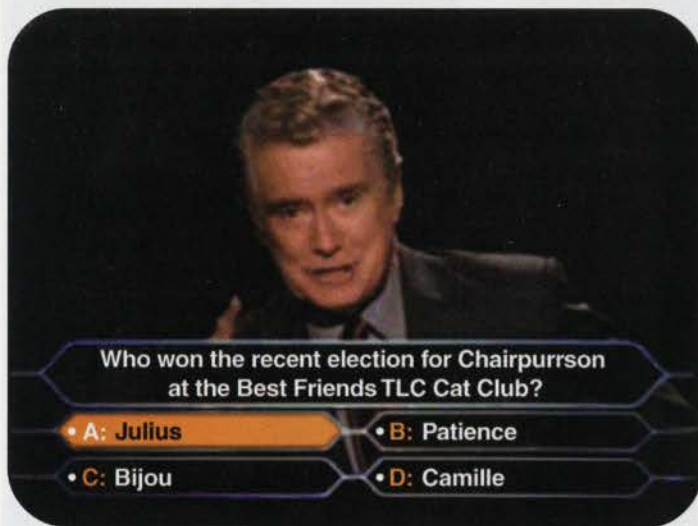 Who won the recent election for Chairpurrson
at the Best Friends TLC Cat Club?
• A: Julius
• B: Patience
• C: Bijou
• D: Camille